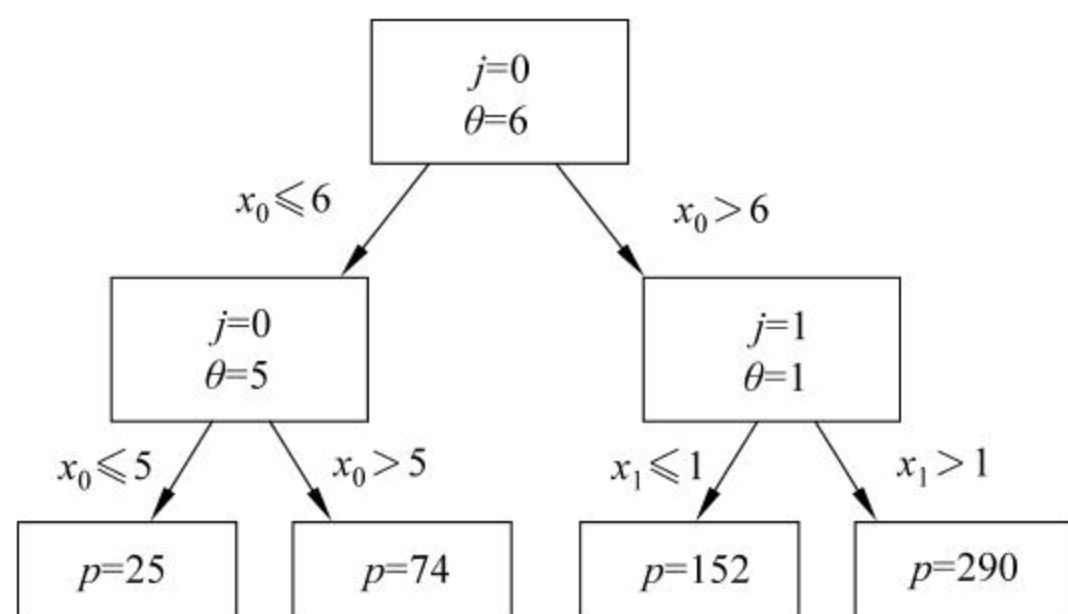 j=0
θ=6
x₀⩽6
x₀>6
j=0
θ=5
j=1
θ=1
x₀⩽5
x₀>5
x₁⩽1
x₁>1
p=25
p=74
p=152
p=290